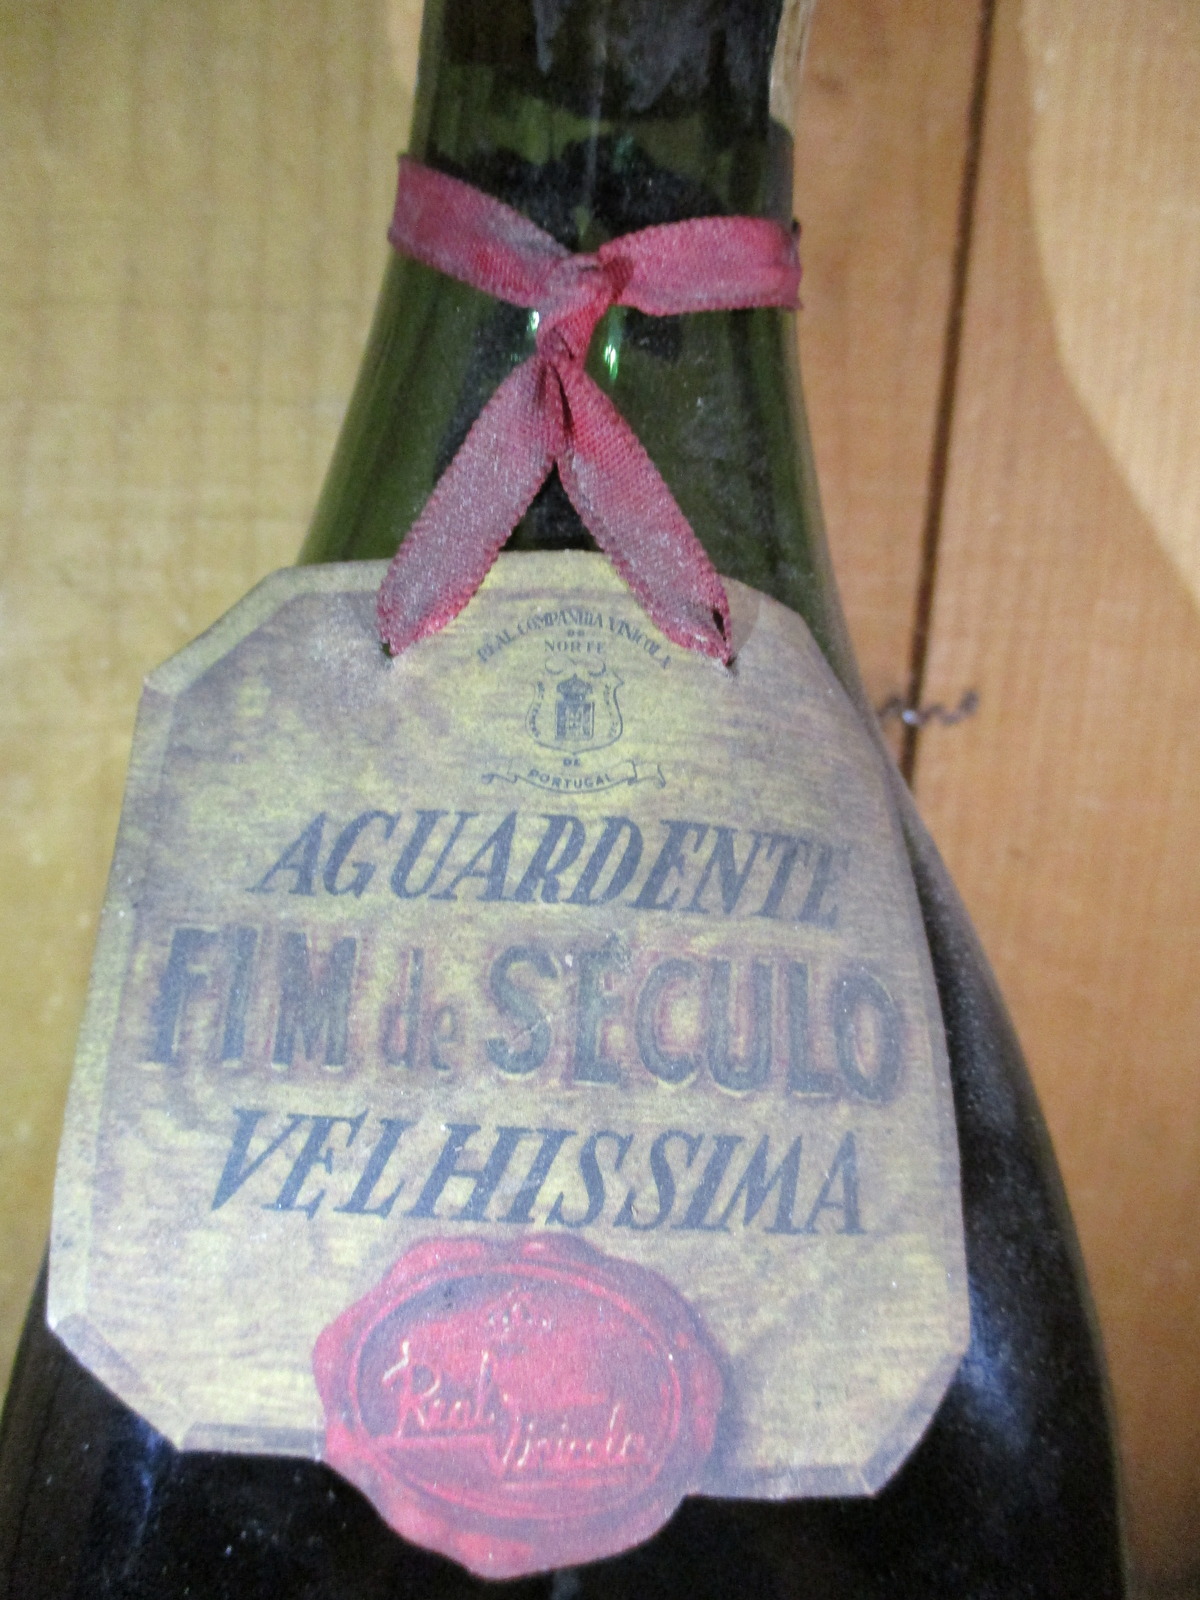 REAL COMPANHIA VINICOLA
DO
NORTE
DE
PORTUGAL
AGUARDENTE
FIM de SECULO
VELHISSIMA
Real
Vinicola